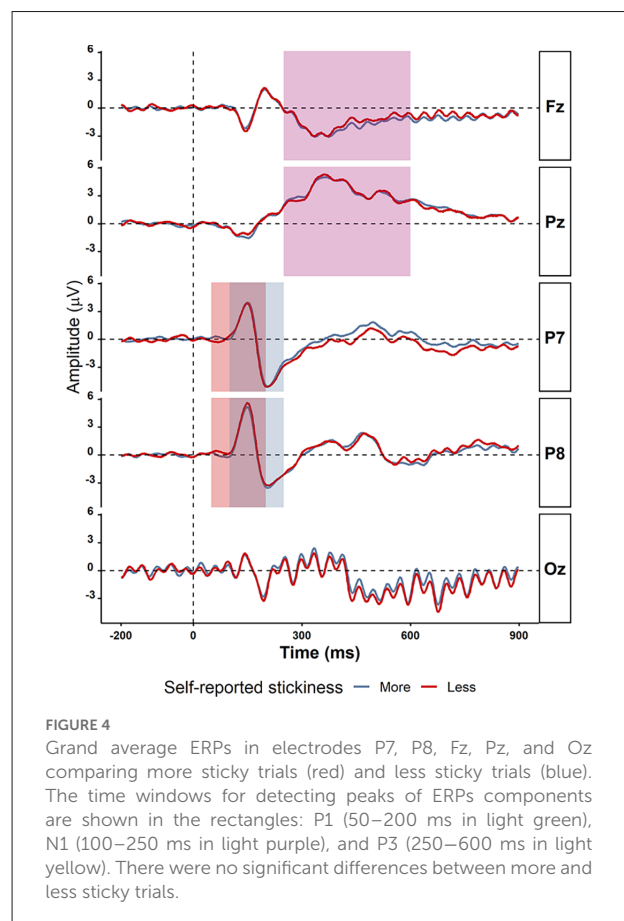 6
3
0
-3
Fz
6
3
0
-3
Pz
6
3
0
-3
P7
6
3
0
-3
P8
6
3
0
-3
Oz
Amplitude (μV)
-200 0 300 600 900
Time (ms)
Self-reported stickiness More Less
FIGURE 4
Grand average ERPs in electrodes P7, P8, Fz, Pz, and Oz
comparing more sticky trials (red) and less sticky trials (blue).
The time windows for detecting peaks of ERPs components
are shown in the rectangles: P1 (50–200 ms in light green),
N1 (100–250 ms in light purple), and P3 (250–600 ms in light
yellow). There were no significant differences between more and
less sticky trials.